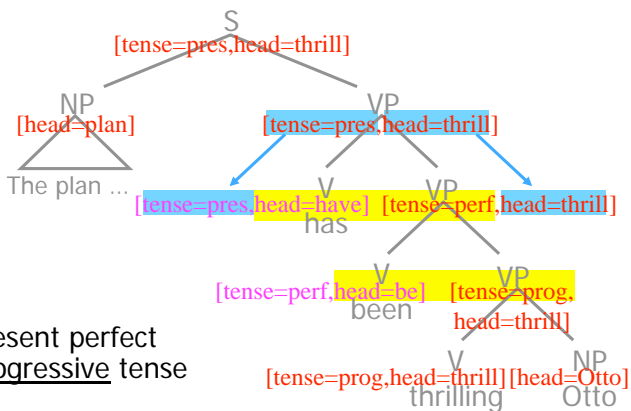 S
[tense=pres,head=thrill]
NP VP
[head=plan] [tense=pres,head=thrill]
The plan ...
V VP
[tense=pres,head=have] [tense=perf,head=thrill]
has
V VP
[tense=perf,head=be] [tense=prog,
been head=thrill]
esent perfect
ogressive tense
V NP
[tense=prog,head=thrill] [head=Otto]
thrilling Otto